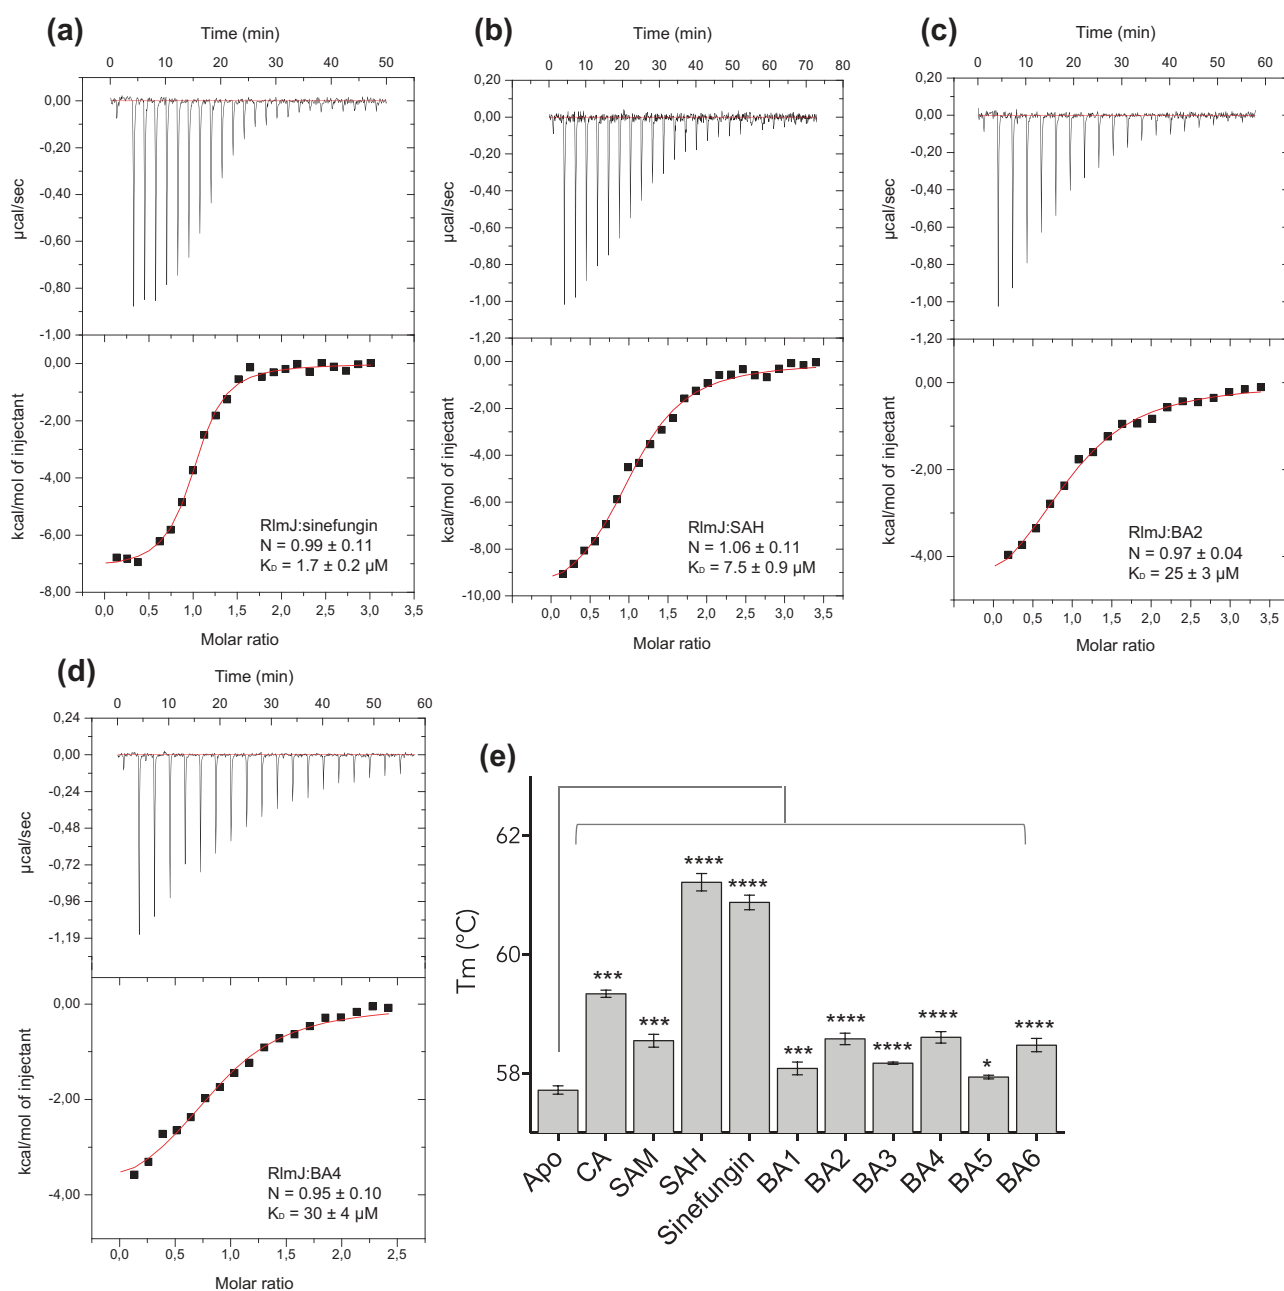 (a)
Time (min)
0 10 20 30 40 50
0,00
-0,20
-0,40
-0,60
-0,80
-1,00
µcal/sec
0,00
-2,00
-4,00
-6,00
-8,00
kcal/mol of injectant
RlmJ:sinefungin
N = 0.99 ± 0.11
KD = 1.7 ± 0.2 µM
0,0 0,5 1,0 1,5 2,0 2,5 3,0 3,5
Molar ratio
(b)
Time (min)
0 10 20 30 40 50 60 70 80
0,20
0,00
-0,20
-0,40
-0,60
-0,80
-1,00
-1,20
µcal/sec
0,00
-2,00
-4,00
-6,00
-8,00
-10,00
kcal/mol of injectant
RlmJ:SAH
N = 1.06 ± 0.11
KD = 7.5 ± 0.9 µM
0,0 0,5 1,0 1,5 2,0 2,5 3,0 3,5
Molar ratio
(c)
Time (min)
0 10 20 30 40 50 60
0,20
0,00
-0,20
-0,40
-0,60
-0,80
-1,00
-1,20
µcal/sec
0,00
-2,00
-4,00
kcal/mol of injectant
RlmJ:BA2
N = 0.97 ± 0.04
KD = 25 ± 3 µM
0,0 0,5 1,0 1,5 2,0 2,5 3,0 3,5
Molar ratio
(d)
Time (min)
0 10 20 30 40 50 60
0,24
0,00
-0,24
-0,48
-0,72
-0,96
-1,19
µcal/sec
0,00
-2,00
-4,00
kcal/mol of injectant
RlmJ:BA4
N = 0.95 ± 0.10
KD = 30 ± 4 µM
0,0 0,5 1,0 1,5 2,0 2,5
Molar ratio
(e)
62
60
58
Tm (°C)
*** *** **** **** *** **** **** **** * ****
Apo CA SAM SAH Sinefungin BA1 BA2 BA3 BA4 BA5 BA6